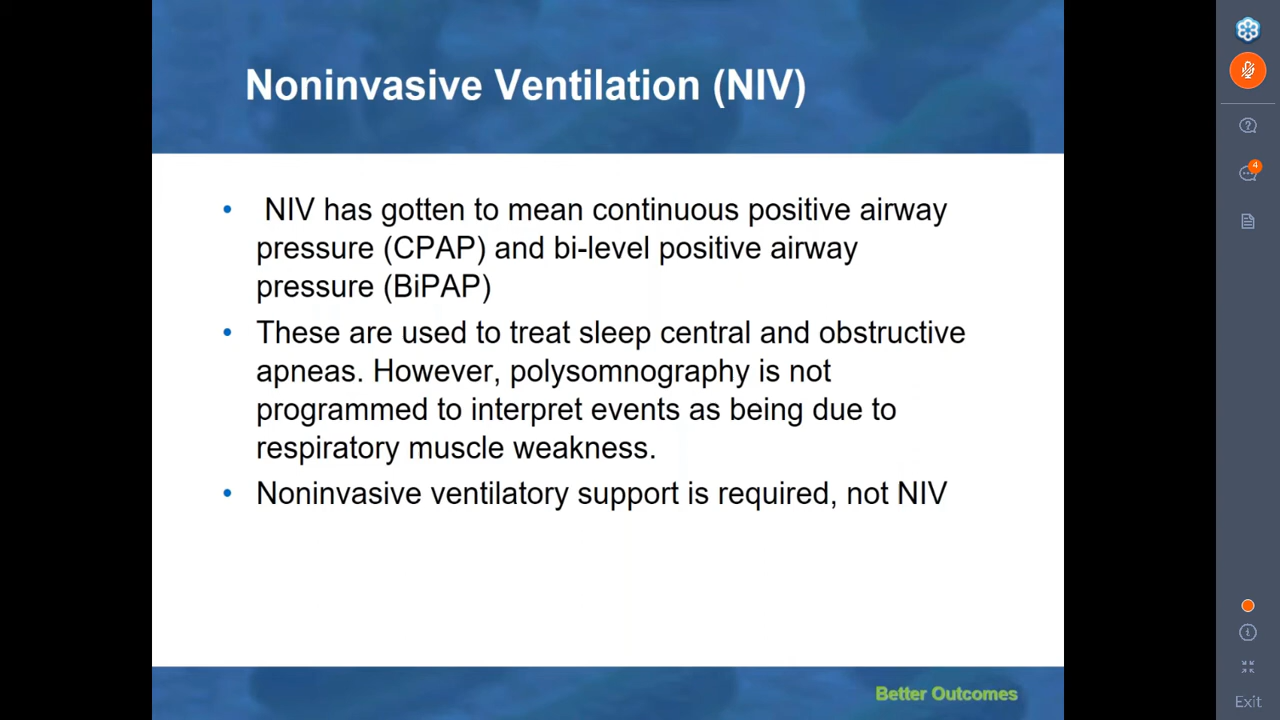 Noninvasive Ventilation (NIV)
• NIV has gotten to mean continuous positive airway
pressure (CPAP) and bi-level positive airway
pressure (BiPAP)
• These are used to treat sleep central and obstructive
apneas. However, polysomnography is not
programmed to interpret events as being due to
respiratory muscle weakness.
• Noninvasive ventilatory support is required, not NIV
Better Outcomes
4
Exit